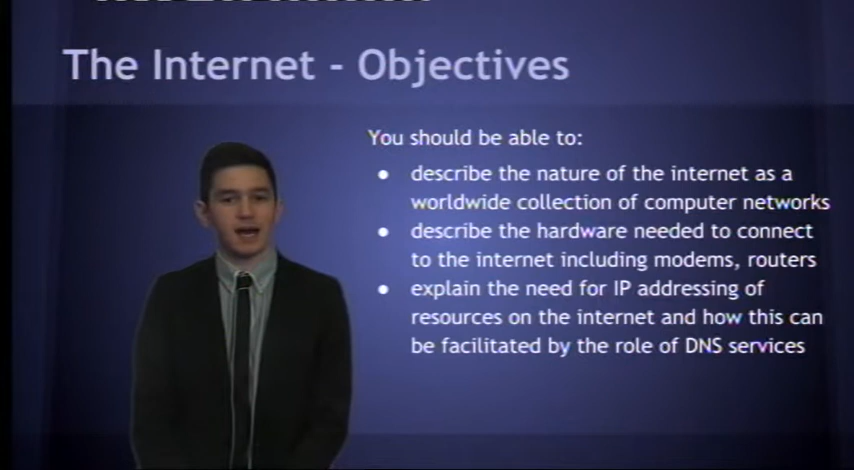 The Internet - Objectives
You should be able to:
● describe the nature of the internet as a
worldwide collection of computer networks
● describe the hardware needed to connect
to the internet including modems, routers
● explain the need for IP addressing of
resources on the internet and how this can
be facilitated by the role of DNS services